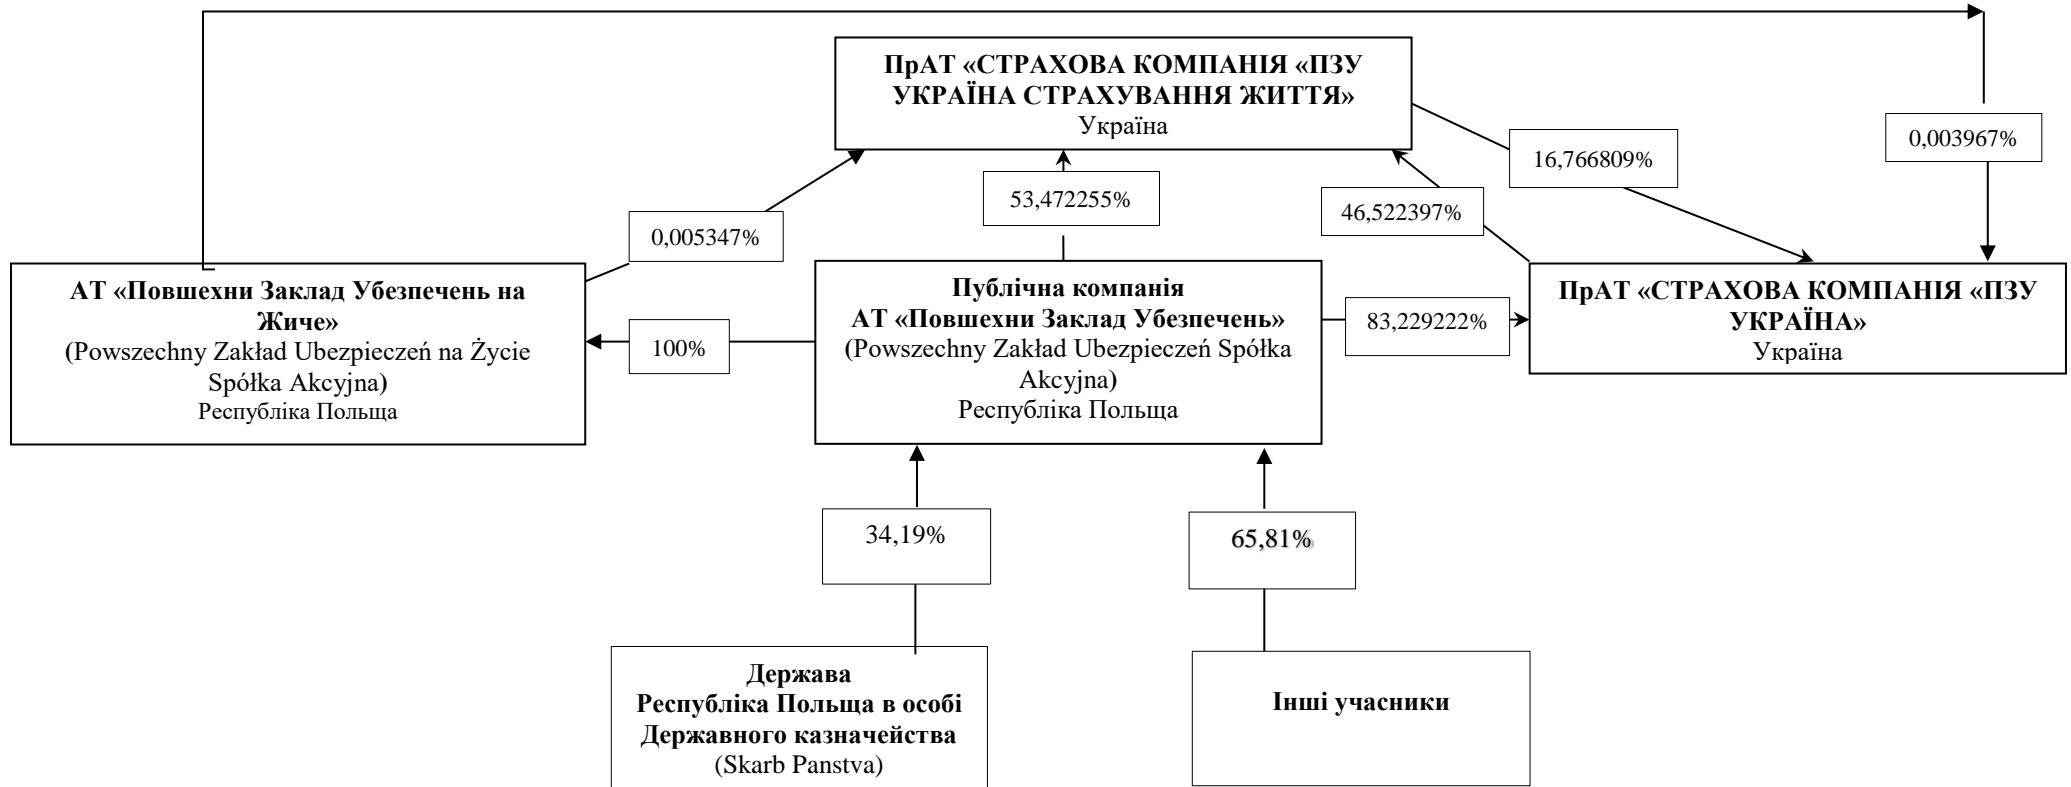 ПрАТ «СТРАХОВА КОМПАНІЯ «ПЗУ
УКРАЇНА СТРАХУВАННЯ ЖИТТЯ»
Україна
0,003967%
16,766809%
53,472255%
46,522397%
0,005347%
АТ «Повшехни Заклад Убезпечень на
Жиче»
(Powszechny Zakład Ubezpieczeń na Życie
Spółka Akcyjna)
Республіка Польща
100%
Публічна компанія
АТ «Повшехни Заклад Убезпечень»
(Powszechny Zakład Ubezpieczeń Spółka
Akcyjna)
Республіка Польща
83,229222%
ПрАТ «СТРАХОВА КОМПАНІЯ «ПЗУ
УКРАЇНА»
Україна
34,19%
65,81%
Держава
Республіка Польща в особі
Державного казначейства
(Skarb Panstva)
Інші учасники